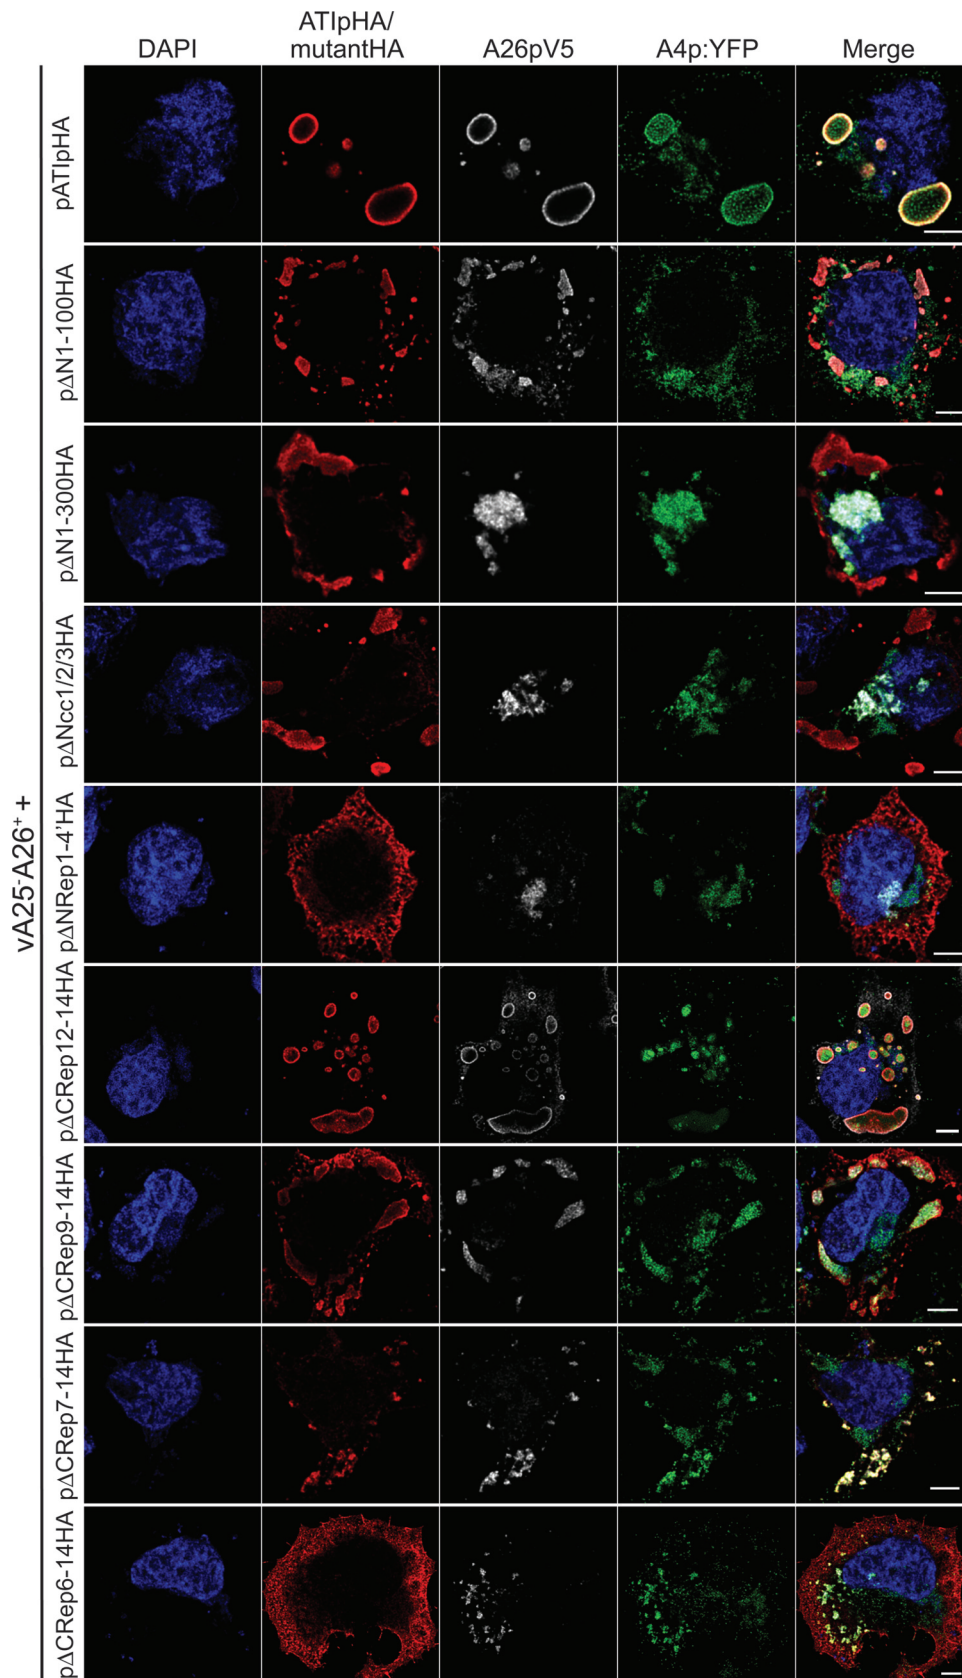 DAPI
ATIpHA/
mutantHA
A26pV5
A4p:YFP
Merge
vA25⁻A26⁺ +
pATIpHA
pΔN1-100HA
pΔN1-300HA
pΔNcc1/2/3HA
pΔNRep1-4'HA
pΔCRep12-14HA
pΔCRep9-14HA
pΔCRep7-14HA
pΔCRep6-14HA